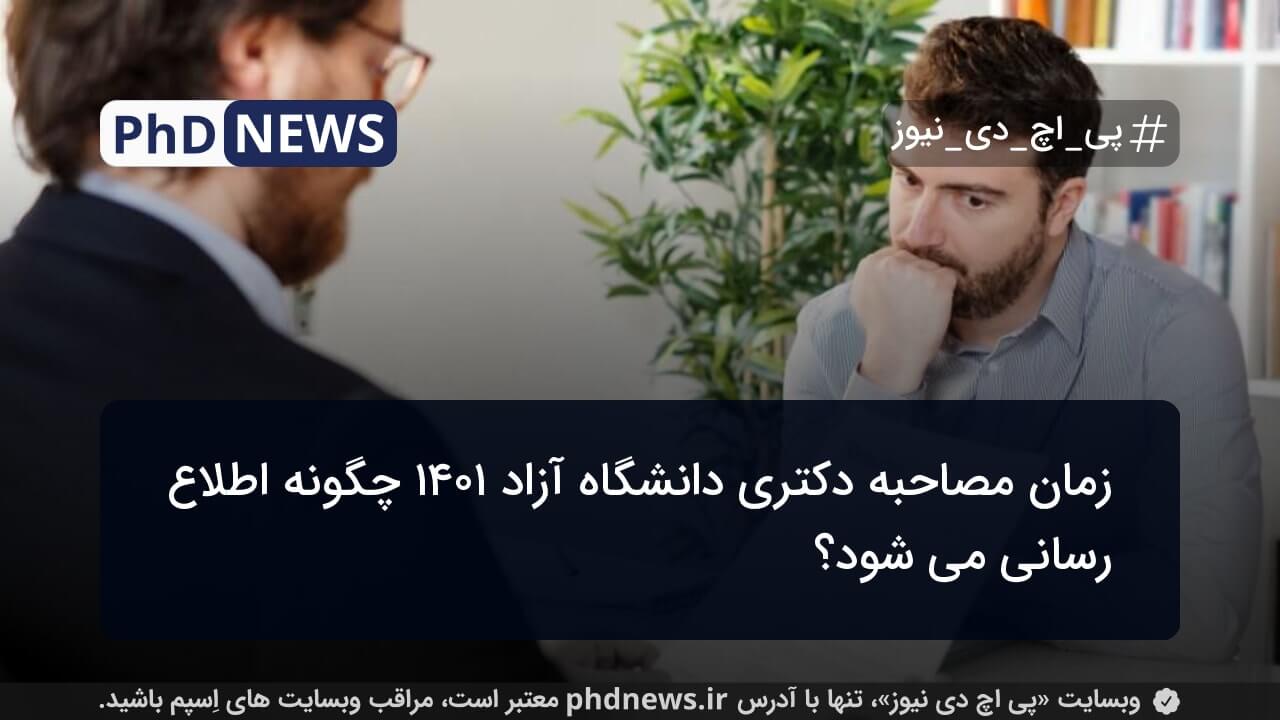 PhD NEWS
#پی_اچ_دی_نیوز
زمان مصاحبه دکتری دانشگاه آزاد ۱۴۰۱ چگونه اطلاع
رسانی می شود؟
وبسایت «پی اچ دی نیوز»، تنها با آدرس phdnews.ir معتبر است، مراقب وبسایت های اِسپم باشید.